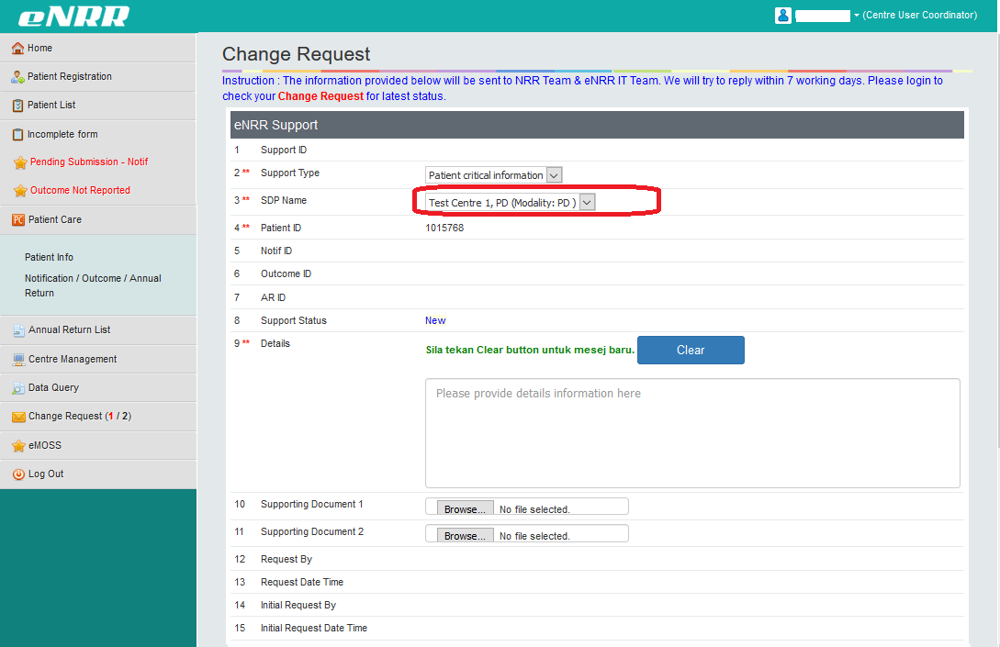 eNRR
(Centre User Coordinator)
Home
Patient Registration
Patient List
Incomplete form
Pending Submission - Notif
Outcome Not Reported
PC Patient Care
Patient Info
Notification / Outcome / Annual
Return
Annual Return List
Centre Management
Data Query
Change Request (1 / 2)
eMOSS
Log Out
Change Request
Instruction : The information provided below will be sent to NRR Team & eNRR IT Team. We will try to reply within 7 working days. Please login to
check your Change Request for latest status.
eNRR Support
1 Support ID
2 ** Support Type Patient critical information
3 ** SDP Name Test Centre 1, PD (Modality: PD )
4 ** Patient ID 1015768
5 Notif ID
6 Outcome ID
7 AR ID
8 Support Status New
9 ** Details Sila tekan Clear button untuk mesej baru. Clear
Please provide details information here
10 Supporting Document 1 Browse... No file selected.
11 Supporting Document 2 Browse... No file selected.
12 Request By
13 Request Date Time
14 Initial Request By
15 Initial Request Date Time